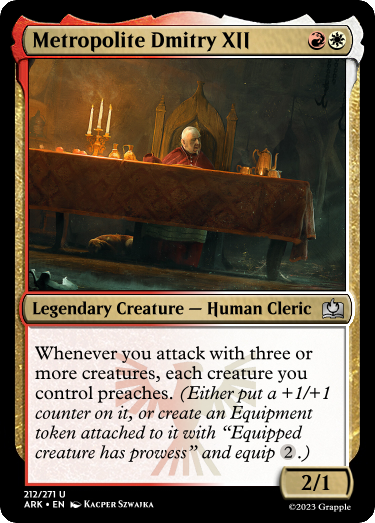 Metropolite Dmitry XII
Legendary Creature — Human Cleric
Whenever you attack with three or
more creatures, each creature you
control preaches. (Either put a +1/+1
counter on it, or create an Equipment
token attached to it with “Equipped
creature has prowess” and equip 2.)
2/1
212/271 U
ARK • EN Kacper Szwajka
©2023 Grapple